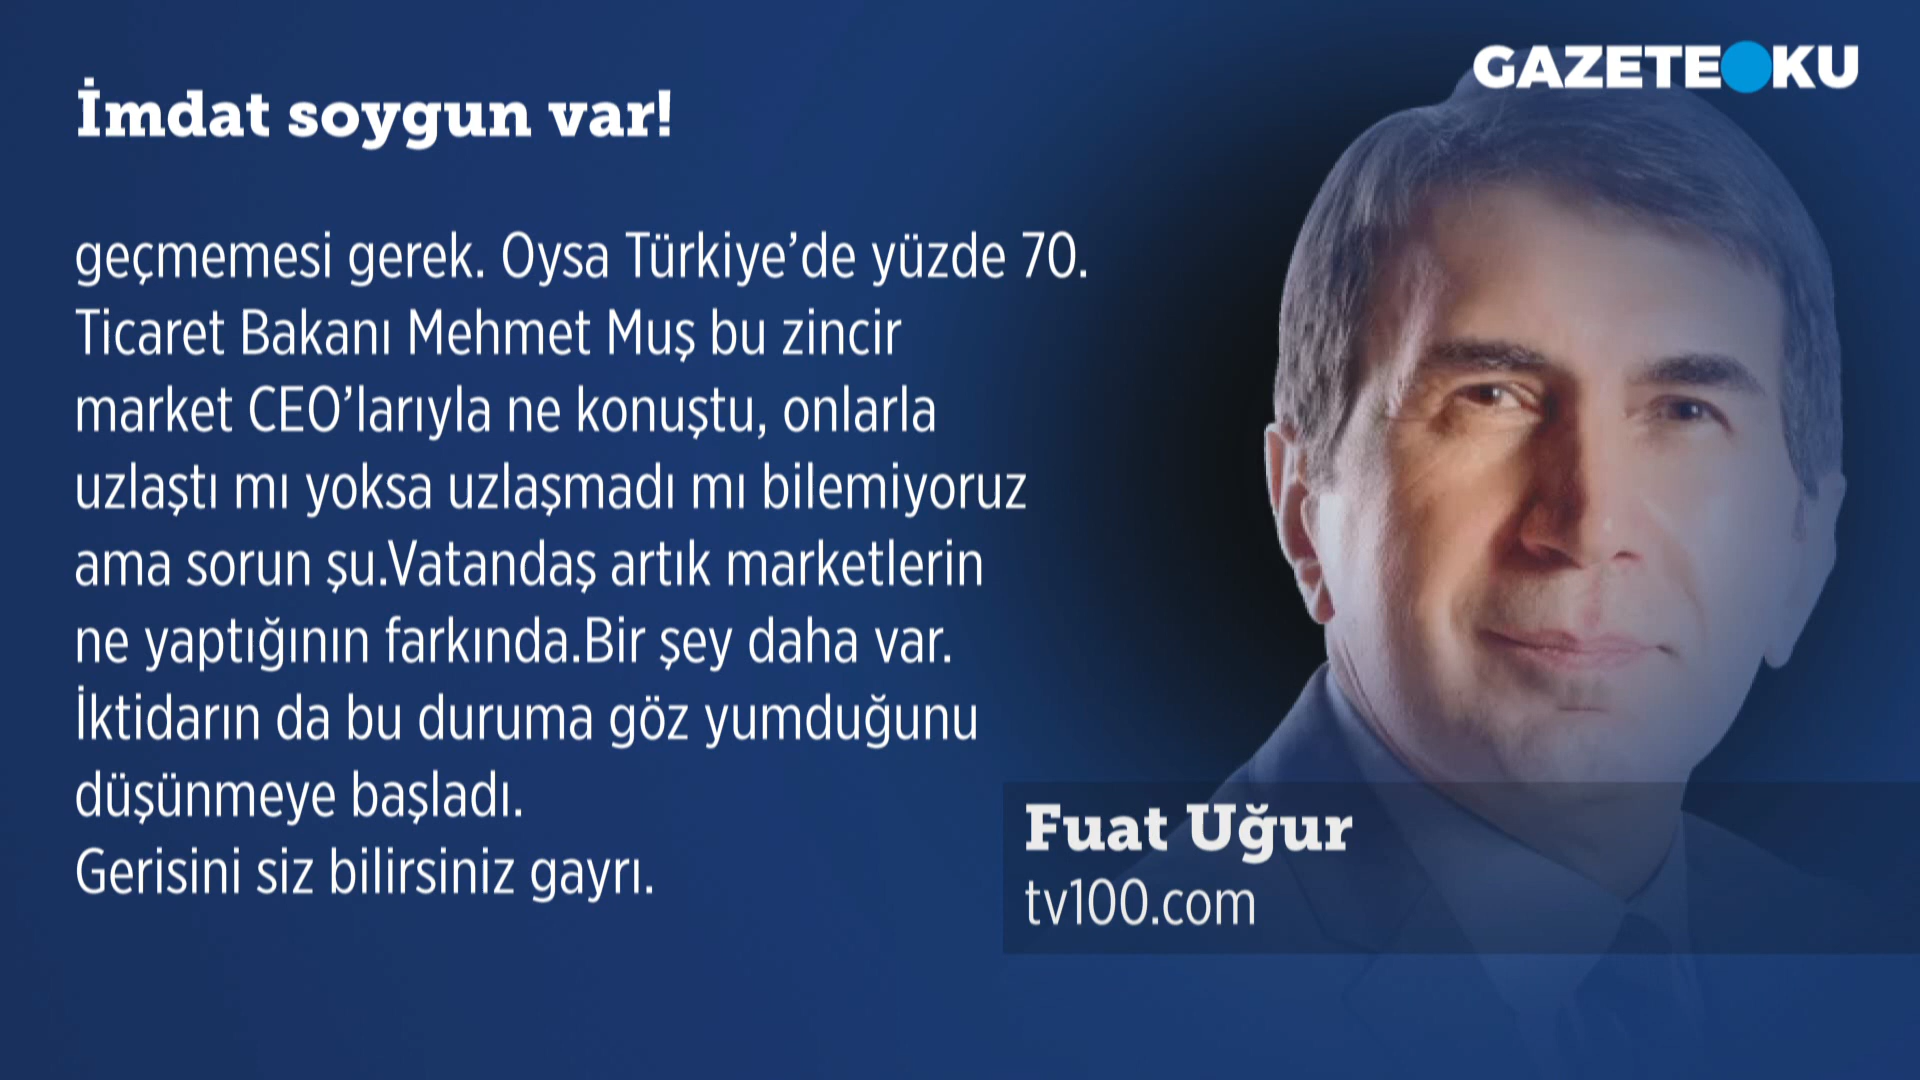 GAZETE KU
İmdat soygun var!
geçmemesi gerek. Oysa Türkiye’de yüzde 70.
Ticaret Bakanı Mehmet Muş bu zincir
market CEO’larıyla ne konuştu, onlarla
uzlaştı mı yoksa uzlaşmadı mı bilemiyoruz
ama sorun şu.Vatandaş artık marketlerin
ne yaptığının farkında.Bir şey daha var.
İktidarın da bu duruma göz yumduğunu
düşünmeye başladı.
Gerisini siz bilirsiniz gayrı.
Fuat Uğur
tv100.com